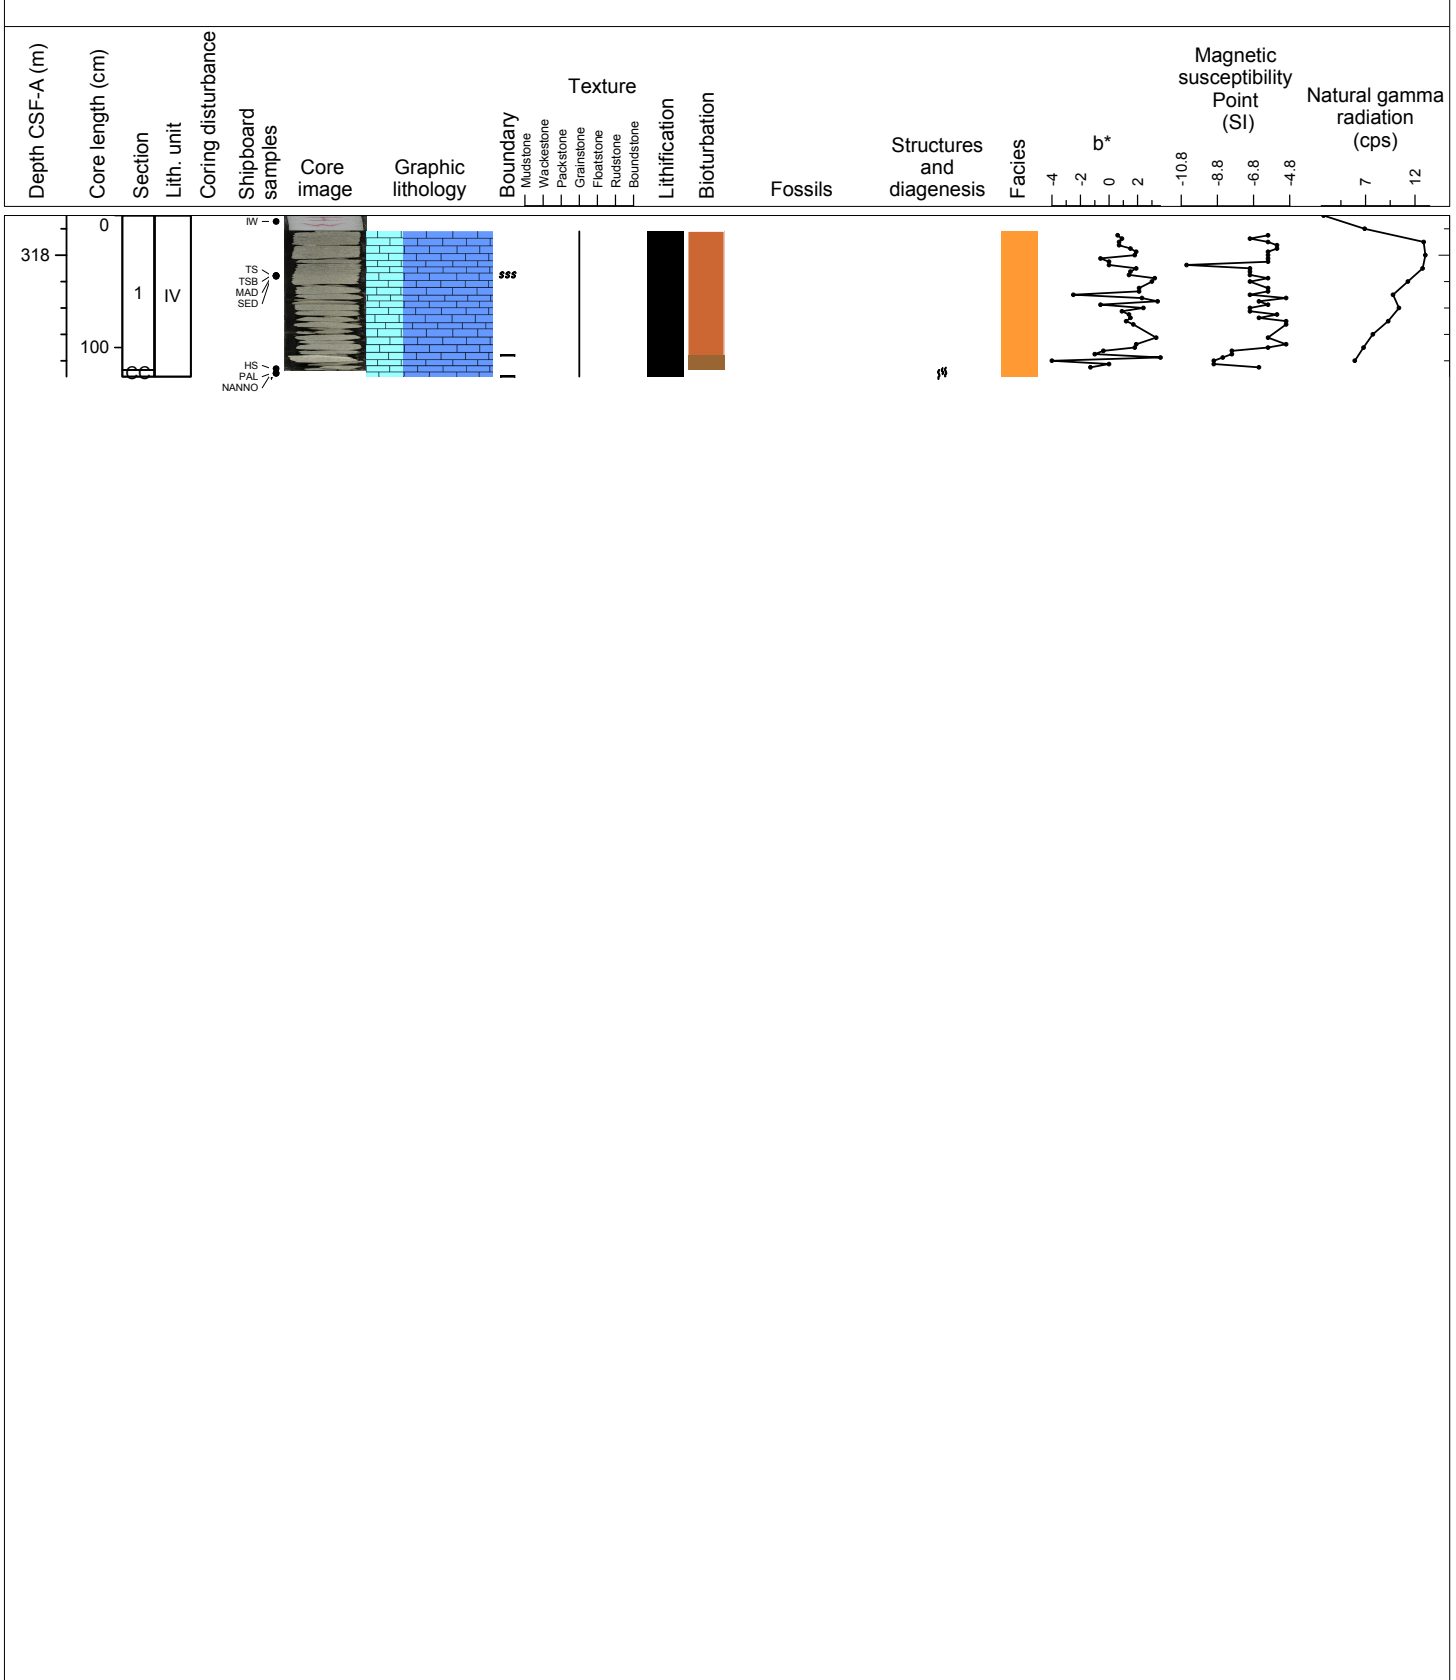 Depth CSF-A (m)
Core length (cm)
Section
Lith. unit
Coring disturbance
Shipboard
samples
Core
image
Graphic
lithology
Boundary
Texture
Mudstone
Wackestone
Packstone
Grainstone
Floatstone
Rudstone
Boundstone
Lithification
Bioturbation
Fossils
Structures
and
diagenesis
Facies
b*
-4 -2 0 2
Magnetic
susceptibility
Point
(SI)
-10.8 -8.8 -6.8 -4.8
Natural gamma
radiation
(cps)
7 12
318
0
100
1
CC
IV
IW
TS
TSB
MAD
SED
HS
PAL
NANNO
sss